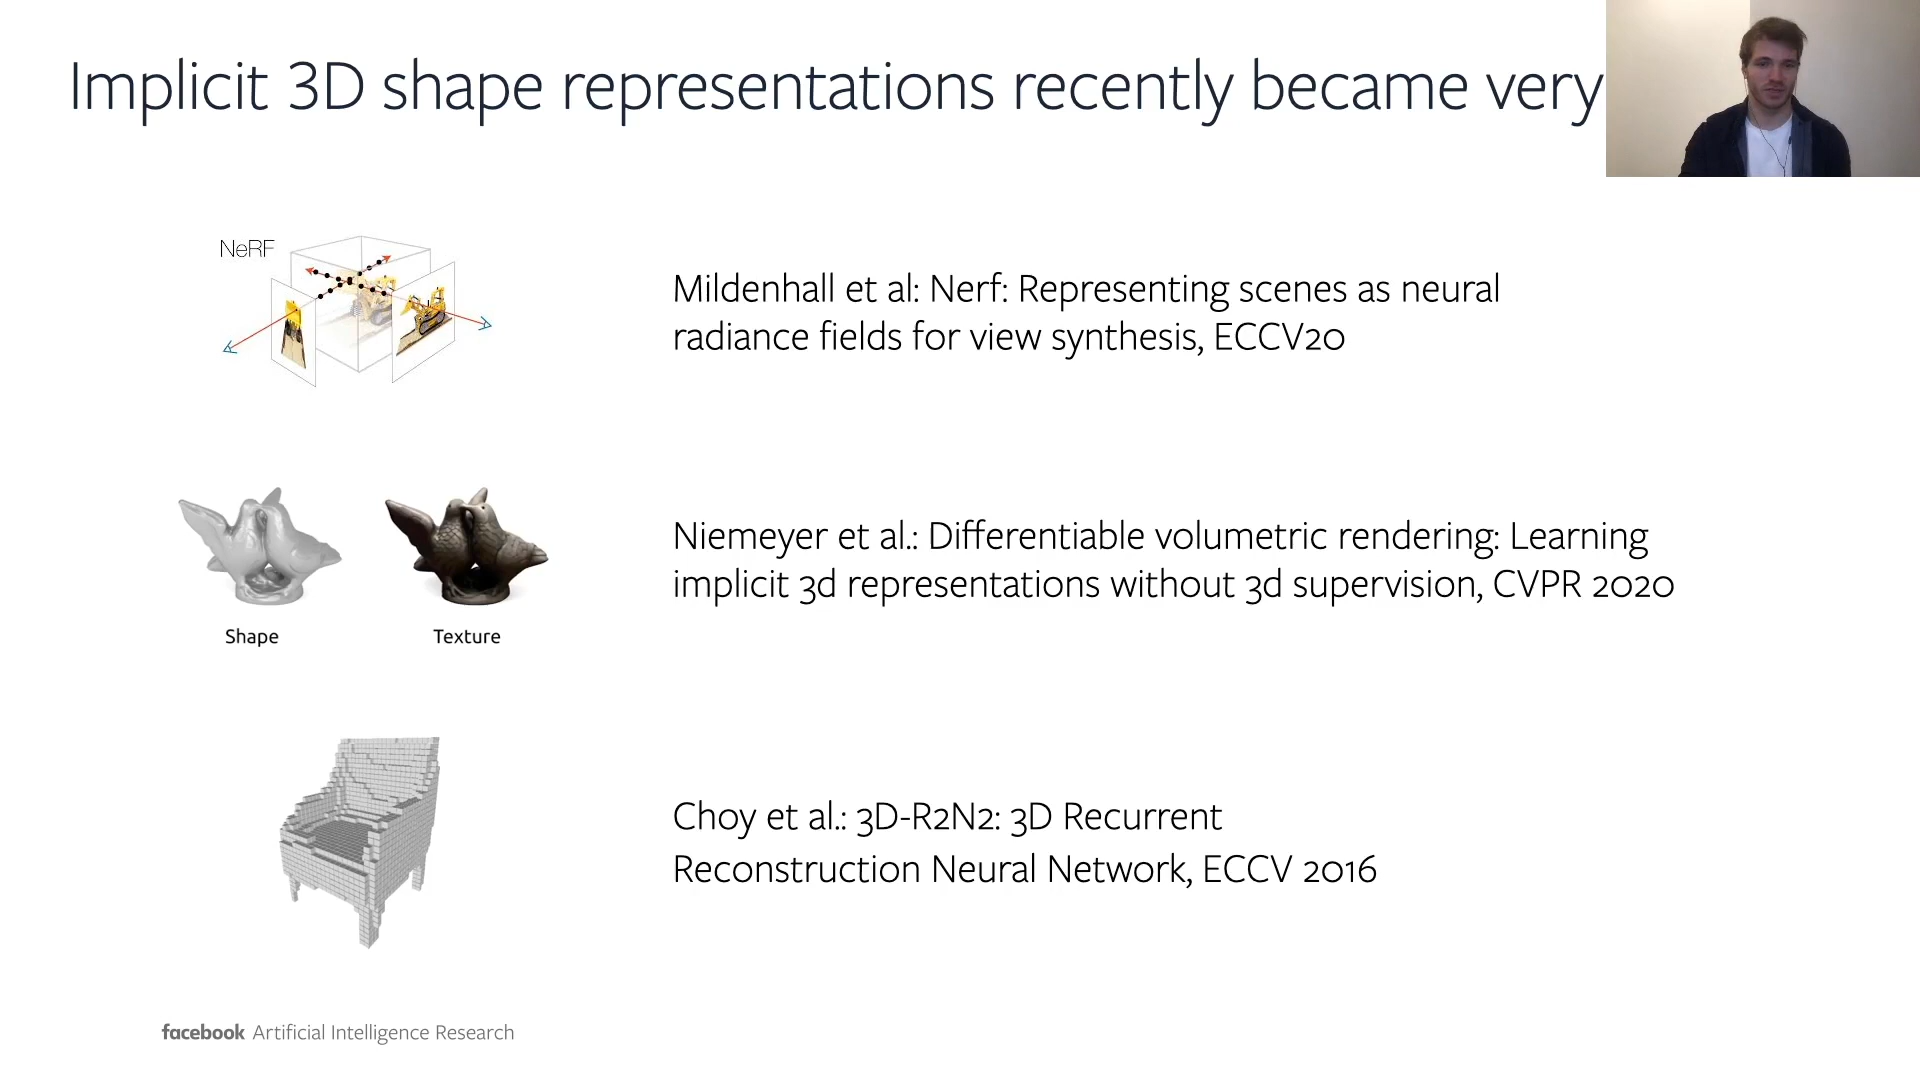 Implicit 3D shape representations recently became very
NeRF
Mildenhall et al: Nerf: Representing scenes as neural
radiance fields for view synthesis, ECCV20
Niemeyer et al.: Differentiable volumetric rendering: Learning
implicit 3d representations without 3d supervision, CVPR 2020
Shape
Texture
Choy et al.: 3D-R2N2: 3D Recurrent
Reconstruction Neural Network, ECCV 2016
facebook Artificial Intelligence Research